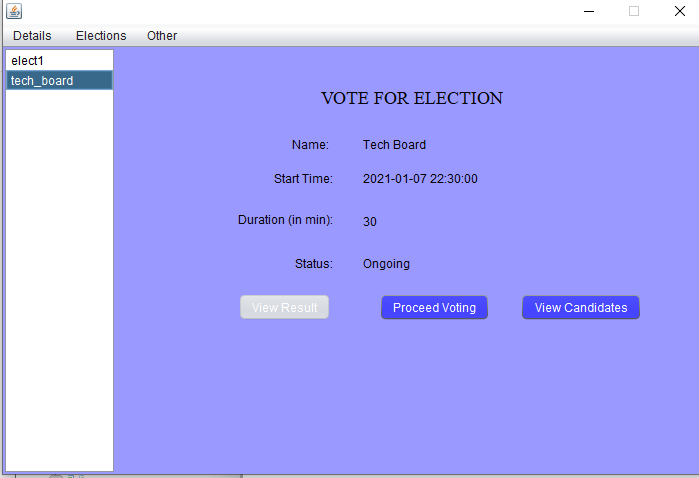 Details Elections Other
elect1
tech_board
VOTE FOR ELECTION
Name: Tech Board
Start Time: 2021-01-07 22:30:00
Duration (in min): 30
Status: Ongoing
View Result Proceed Voting View Candidates